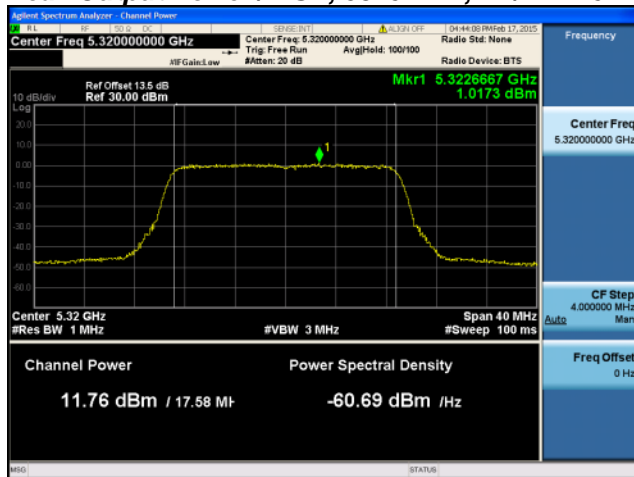 Agilent Spectrum Analyzer - Channel Power
RL RF 50 Ω DC SENSE:INT ALIGN OFF 04:44:08 PM Feb 17, 2015
Center Freq 5.320000000 GHz Center Freq: 5.320000000 GHz Radio Std: None
Trig: Free Run Avg|Hold: 100/100
#IFGain:Low #Atten: 20 dB Radio Device: BTS
Frequency
Mkr1 5.3226667 GHz
1.0173 dBm
Ref Offset 13.5 dB
10 dB/div Ref 30.00 dBm
Log
20.0
10.0
0.00
-10.0
-20.0
-30.0
-40.0
-50.0
-60.0
1
Center Freq
5.320000000 GHz
Center 5.32 GHz Span 40 MHz
#Res BW 1 MHz #VBW 3 MHz #Sweep 100 ms
CF Step
4.000000 MHz
Auto Man
Freq Offset
0 Hz
Channel Power Power Spectral Density
11.76 dBm / 17.58 MH -60.69 dBm /Hz
MSG STATUS